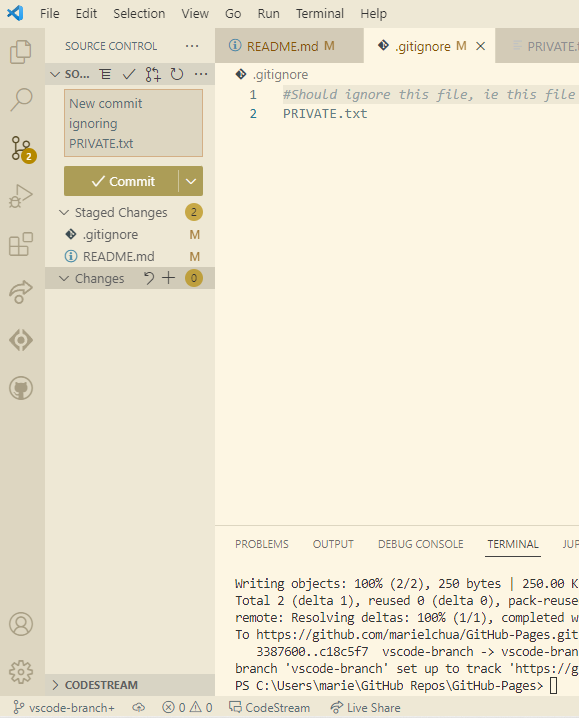 File Edit Selection View Go Run Terminal Help
SOURCE CONTROL ...
README.md M .gitignore M PRIVATE.t
SO... ...
.gitignore
1 #Should ignore this file, ie this file
2 PRIVATE.txt
New commit
ignoring
PRIVATE.txt
2
Commit
Staged Changes 2
.gitignore M
README.md M
Changes 0
PROBLEMS OUTPUT DEBUG CONSOLE TERMINAL JUP
Writing objects: 100% (2/2), 250 bytes | 250.00 K
Total 2 (delta 1), reused 0 (delta 0), pack-reuse
remote: Resolving deltas: 100% (1/1), completed w
To https://github.com/marielchua/GitHub-Pages.git
3387600..c18c5f7 vscode-branch -> vscode-bran
branch 'vscode-branch' set up to track 'https://g
PS C:\Users\marie\GitHub Repos\GitHub-Pages>
CODESTREAM
vscode-branch+ 0 0 CodeStream Live Share